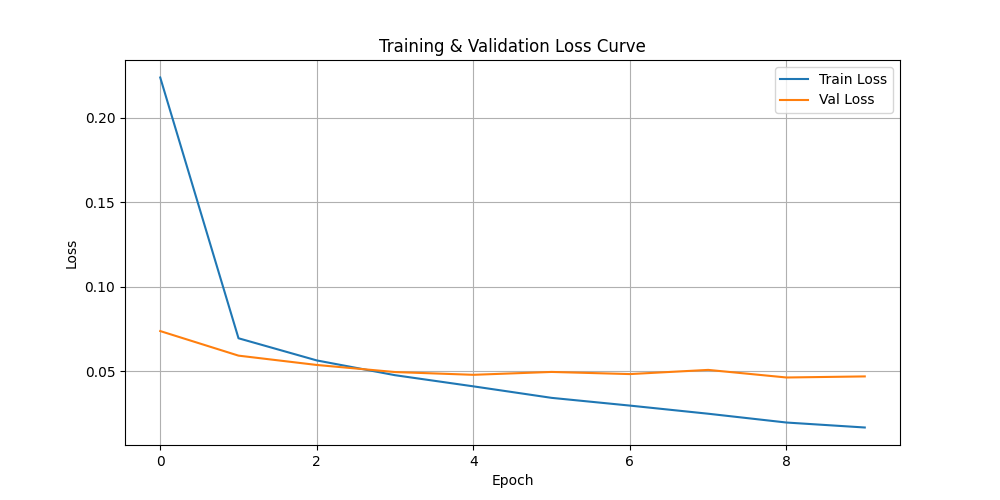 Training & Validation Loss Curve
Train Loss
Val Loss
0.20
0.15
0.10
0.05
Loss
0 2 4 6 8
Epoch